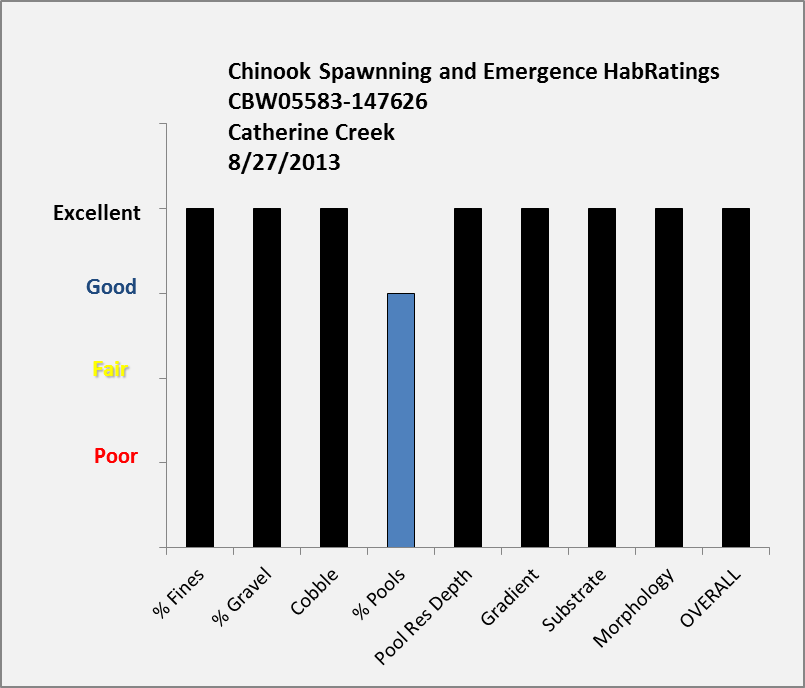 Chinook Spawnning and Emergence HabRatings
CBW05583-147626
Catherine Creek
8/27/2013
Excellent
Good
Fair
Poor
% Fines
% Gravel
Cobble
% Pools
Pool Res Depth
Gradient
Substrate
Morphology
OVERALL